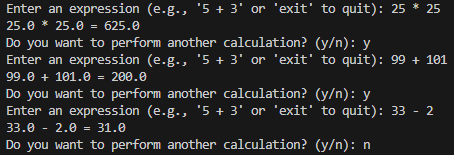 Enter an expression (e.g., '5 + 3' or 'exit' to quit): 25 * 25
25.0 * 25.0 = 625.0
Do you want to perform another calculation? (y/n): y
Enter an expression (e.g., '5 + 3' or 'exit' to quit): 99 + 101
99.0 + 101.0 = 200.0
Do you want to perform another calculation? (y/n): y
Enter an expression (e.g., '5 + 3' or 'exit' to quit): 33 - 2
33.0 - 2.0 = 31.0
Do you want to perform another calculation? (y/n): n